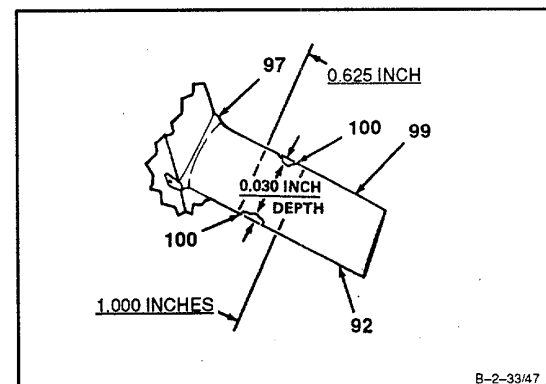 97
0.625 INCH
100
99
0.030 INCH
DEPTH
100
1.000 INCHES
92
B-2-33/47